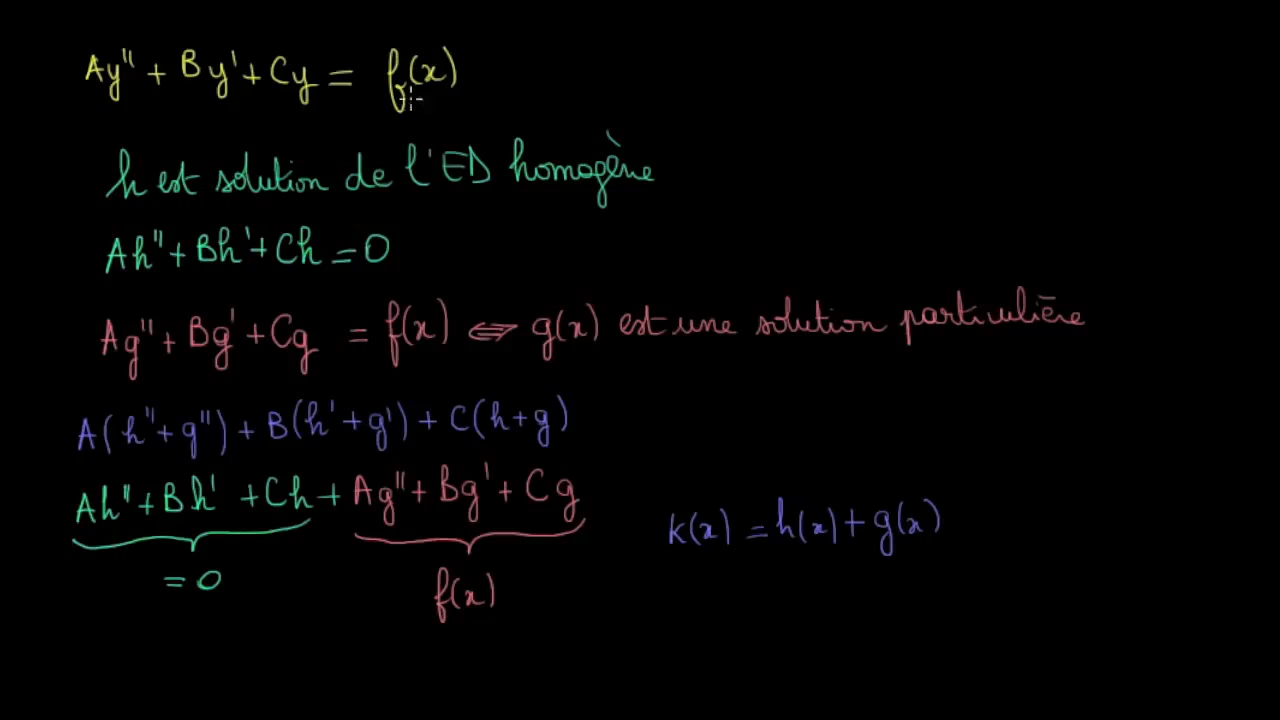 Ay'' + By' + Cy = f(x)
h est solution de l'ED homogène
Ah'' + Bh' + Ch = 0
Ag'' + Bg' + Cg = f(x) ⇔ g(x) est une solution particulière
A(h'' + g'') + B(h' + g') + C(h + g)
Ah'' + Bh' + Ch + Ag'' + Bg' + Cg
k(x) = h(x) + g(x)
= 0
f(x)